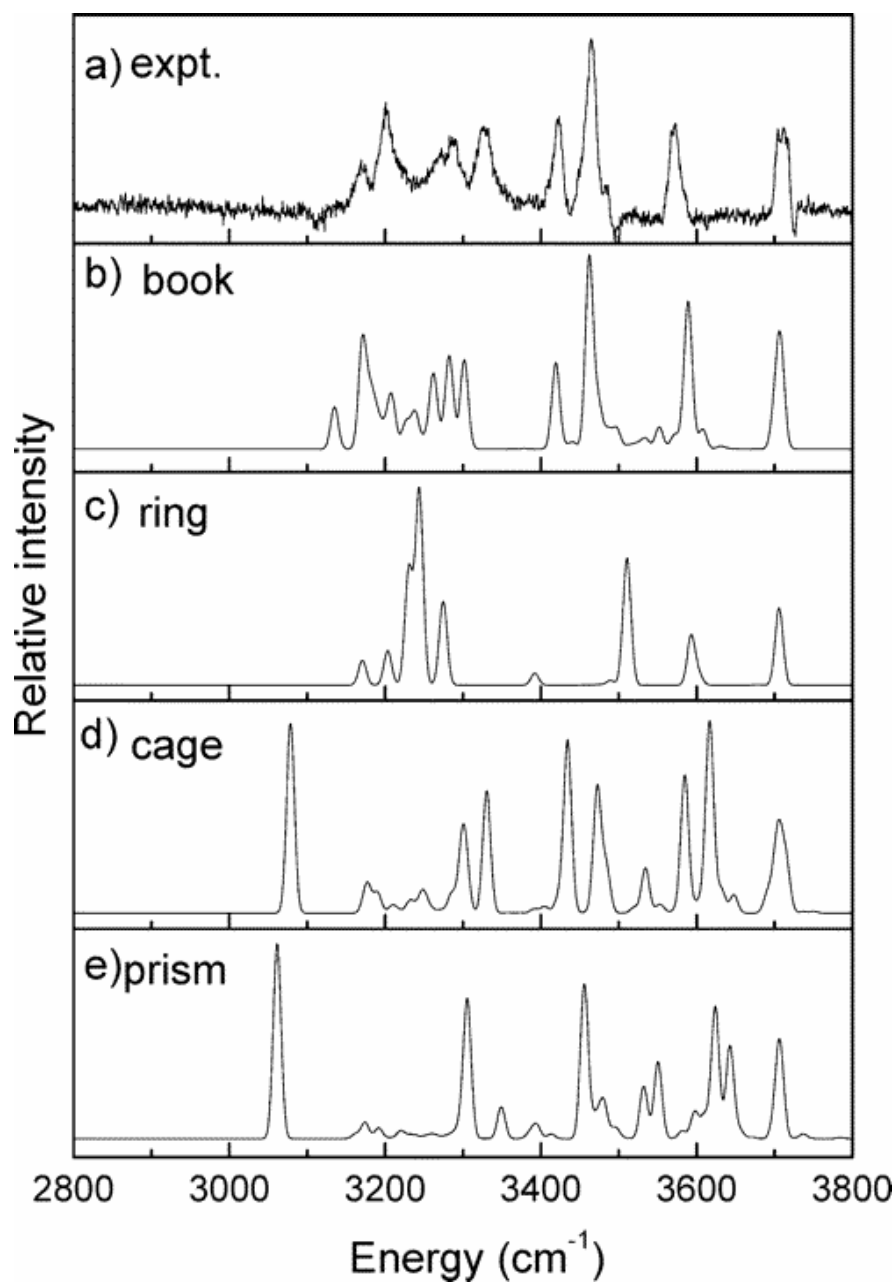 a) expt.
b) book
c) ring
d) cage
e)prism
Relative intensity
2800 3000 3200 3400 3600 3800
Energy (cm⁻¹)